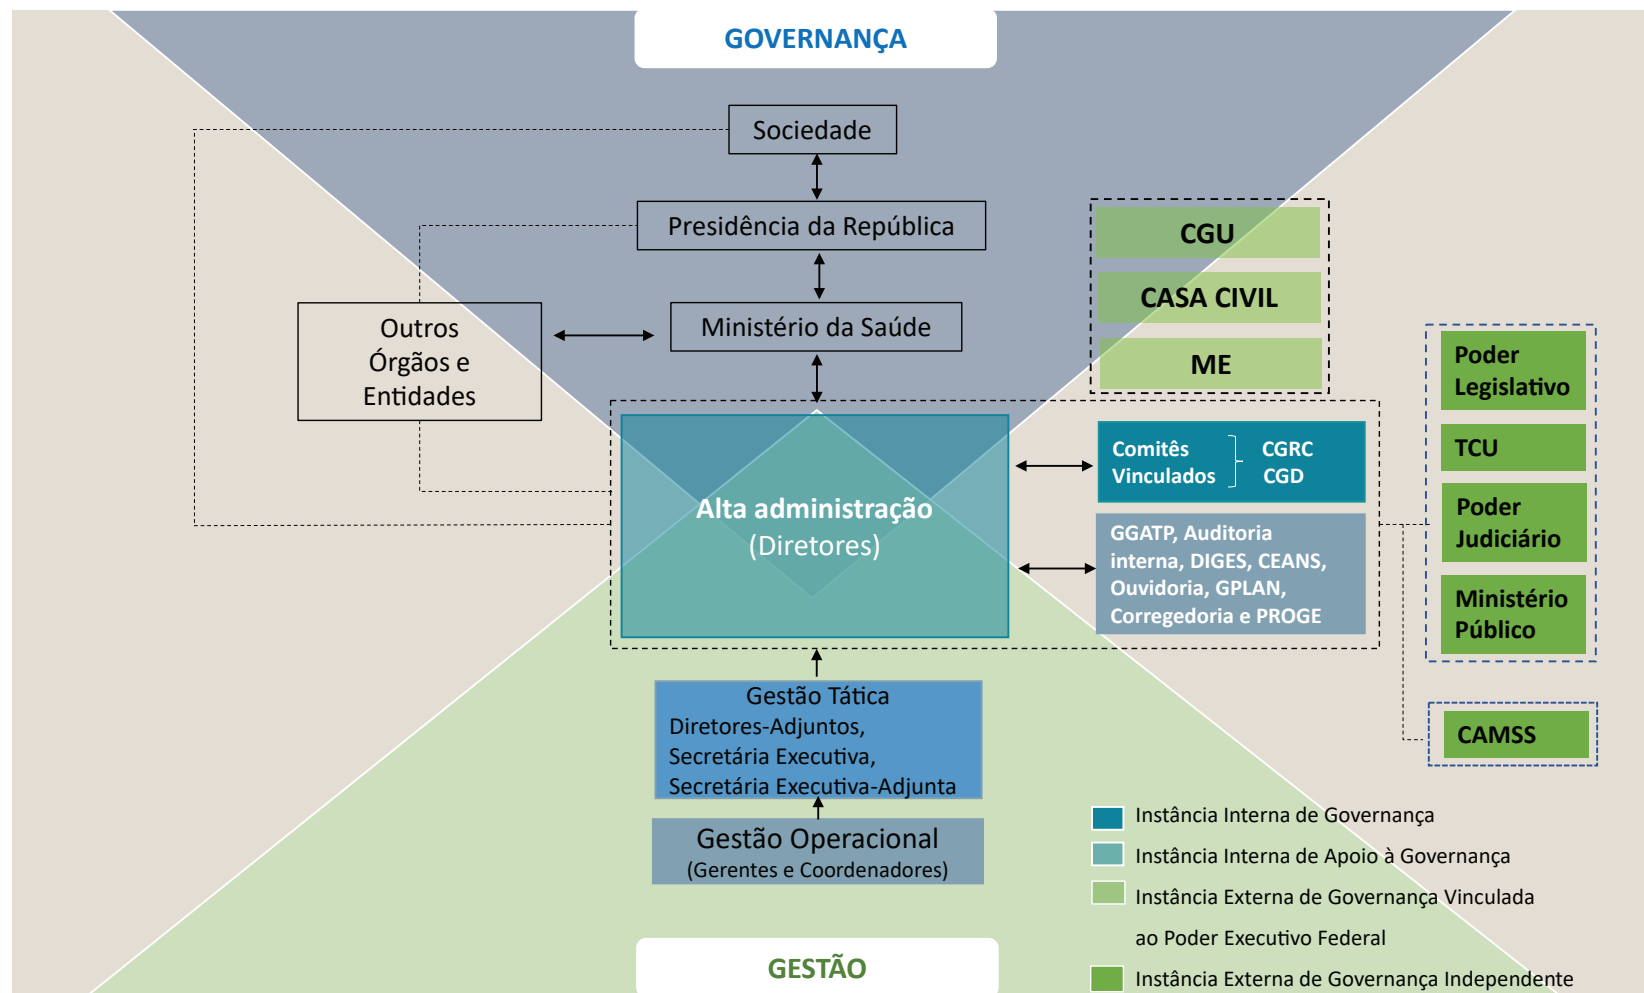 GOVERNANÇA
Sociedade
Presidência da República
Ministério da Saúde
Outros
Órgãos e
Entidades
CGU
CASA CIVIL
ME
Poder
Legislativo
TCU
Poder
Judiciário
Ministério
Público
CAMSS
Comitês
Vinculados
CGRC
CGD
Alta administração
(Diretores)
GGATP, Auditoria
interna, DIGES, CEANS,
Ouvidoria, GPLAN,
Corregedoria e PROGE
Gestão Tática
Diretores-Adjuntos,
Secretária Executiva,
Secretária Executiva-Adjunta
Gestão Operacional
(Gerentes e Coordenadores)
Instância Interna de Governança
Instância Interna de Apoio à Governança
Instância Externa de Governança Vinculada
ao Poder Executivo Federal
Instância Externa de Governança Independente
GESTÃO